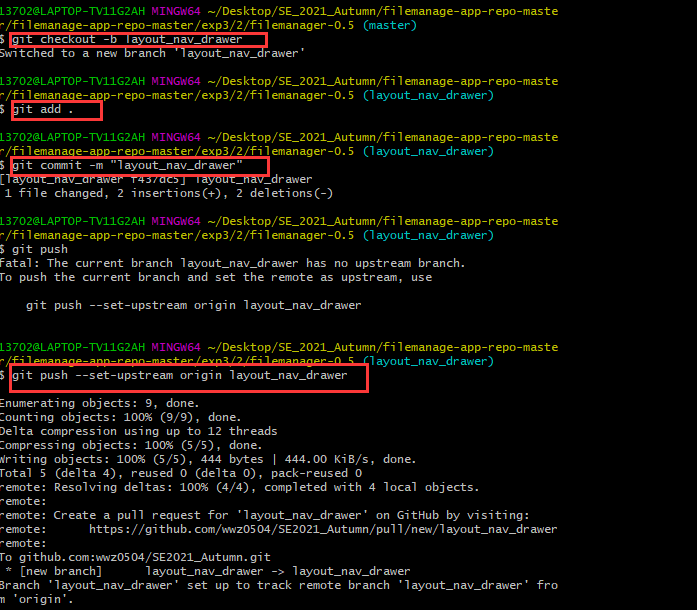 13702@LAPTOP-TV11G2AH MINGW64 ~/Desktop/SE_2021_Autumn/filemanage-app-repo-maste
r/filemanage-app-repo-master/exp3/2/filemanager-0.5 (master)
$ git checkout -b layout_nav_drawer
Switched to a new branch 'layout_nav_drawer'
13702@LAPTOP-TV11G2AH MINGW64 ~/Desktop/SE_2021_Autumn/filemanage-app-repo-maste
r/filemanage-app-repo-master/exp3/2/filemanager-0.5 (layout_nav_drawer)
$ git add .
13702@LAPTOP-TV11G2AH MINGW64 ~/Desktop/SE_2021_Autumn/filemanage-app-repo-maste
r/filemanage-app-repo-master/exp3/2/filemanager-0.5 (layout_nav_drawer)
$ git commit -m "layout_nav_drawer"
[layout_nav_drawer f437dc5] layout_nav_drawer
1 file changed, 2 insertions(+), 2 deletions(-)
13702@LAPTOP-TV11G2AH MINGW64 ~/Desktop/SE_2021_Autumn/filemanage-app-repo-maste
r/filemanage-app-repo-master/exp3/2/filemanager-0.5 (layout_nav_drawer)
$ git push
fatal: The current branch layout_nav_drawer has no upstream branch.
To push the current branch and set the remote as upstream, use
git push --set-upstream origin layout_nav_drawer
13702@LAPTOP-TV11G2AH MINGW64 ~/Desktop/SE_2021_Autumn/filemanage-app-repo-maste
r/filemanage-app-repo-master/exp3/2/filemanager-0.5 (layout_nav_drawer)
$ git push --set-upstream origin layout_nav_drawer
Enumerating objects: 9, done.
Counting objects: 100% (9/9), done.
Delta compression using up to 12 threads
Compressing objects: 100% (5/5), done.
Writing objects: 100% (5/5), 444 bytes | 444.00 KiB/s, done.
Total 5 (delta 4), reused 0 (delta 0), pack-reused 0
remote: Resolving deltas: 100% (4/4), completed with 4 local objects.
remote:
remote: Create a pull request for 'layout_nav_drawer' on GitHub by visiting:
remote:      https://github.com/wwz0504/SE2021_Autumn/pull/new/layout_nav_drawer
remote:
To github.com:wwz0504/SE2021_Autumn.git
* [new branch]      layout_nav_drawer -> layout_nav_drawer
Branch 'layout_nav_drawer' set up to track remote branch 'layout_nav_drawer' fro
m 'origin'.